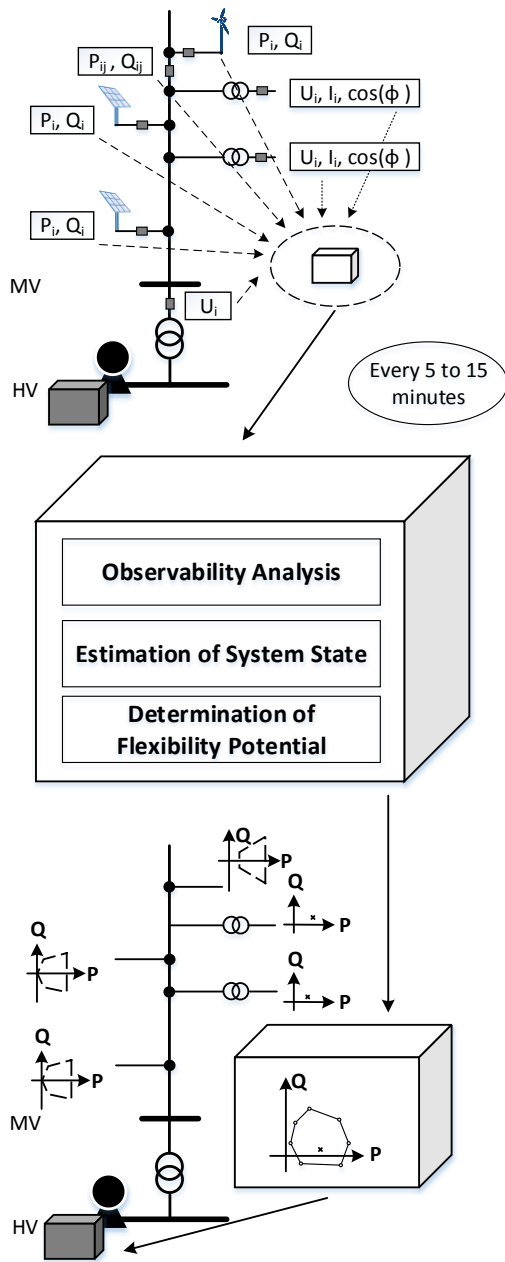 Pi, Qi
Pij, Qij
Ui, Ii, cos(ϕ )
Pi, Qi
Ui, Ii, cos(ϕ )
Pi, Qi
MV
Ui
HV
Every 5 to 15
minutes
Observability Analysis
Estimation of System State
Determination of
Flexibility Potential
Q
P
Q
P
Q
P
Q
P
Q
P
MV
Q
P
HV